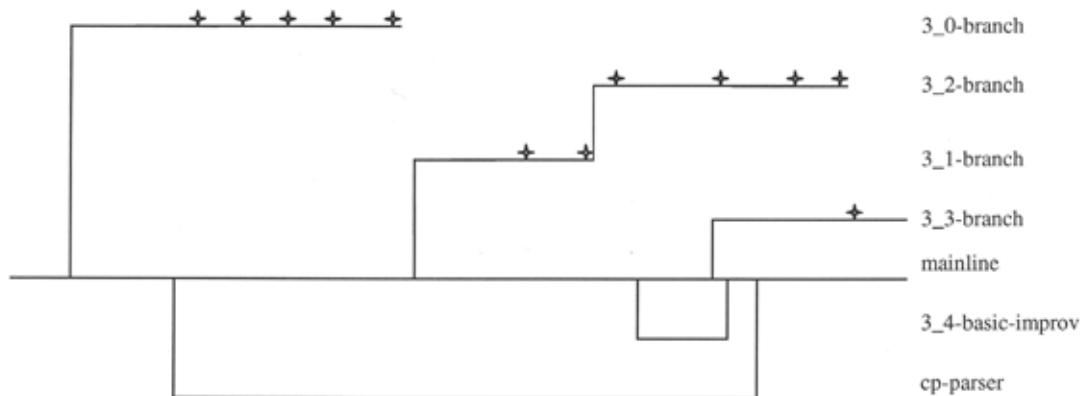 3_0-branch
3_2-branch
3_1-branch
3_3-branch
mainline
3_4-basic-improv
cp-parser